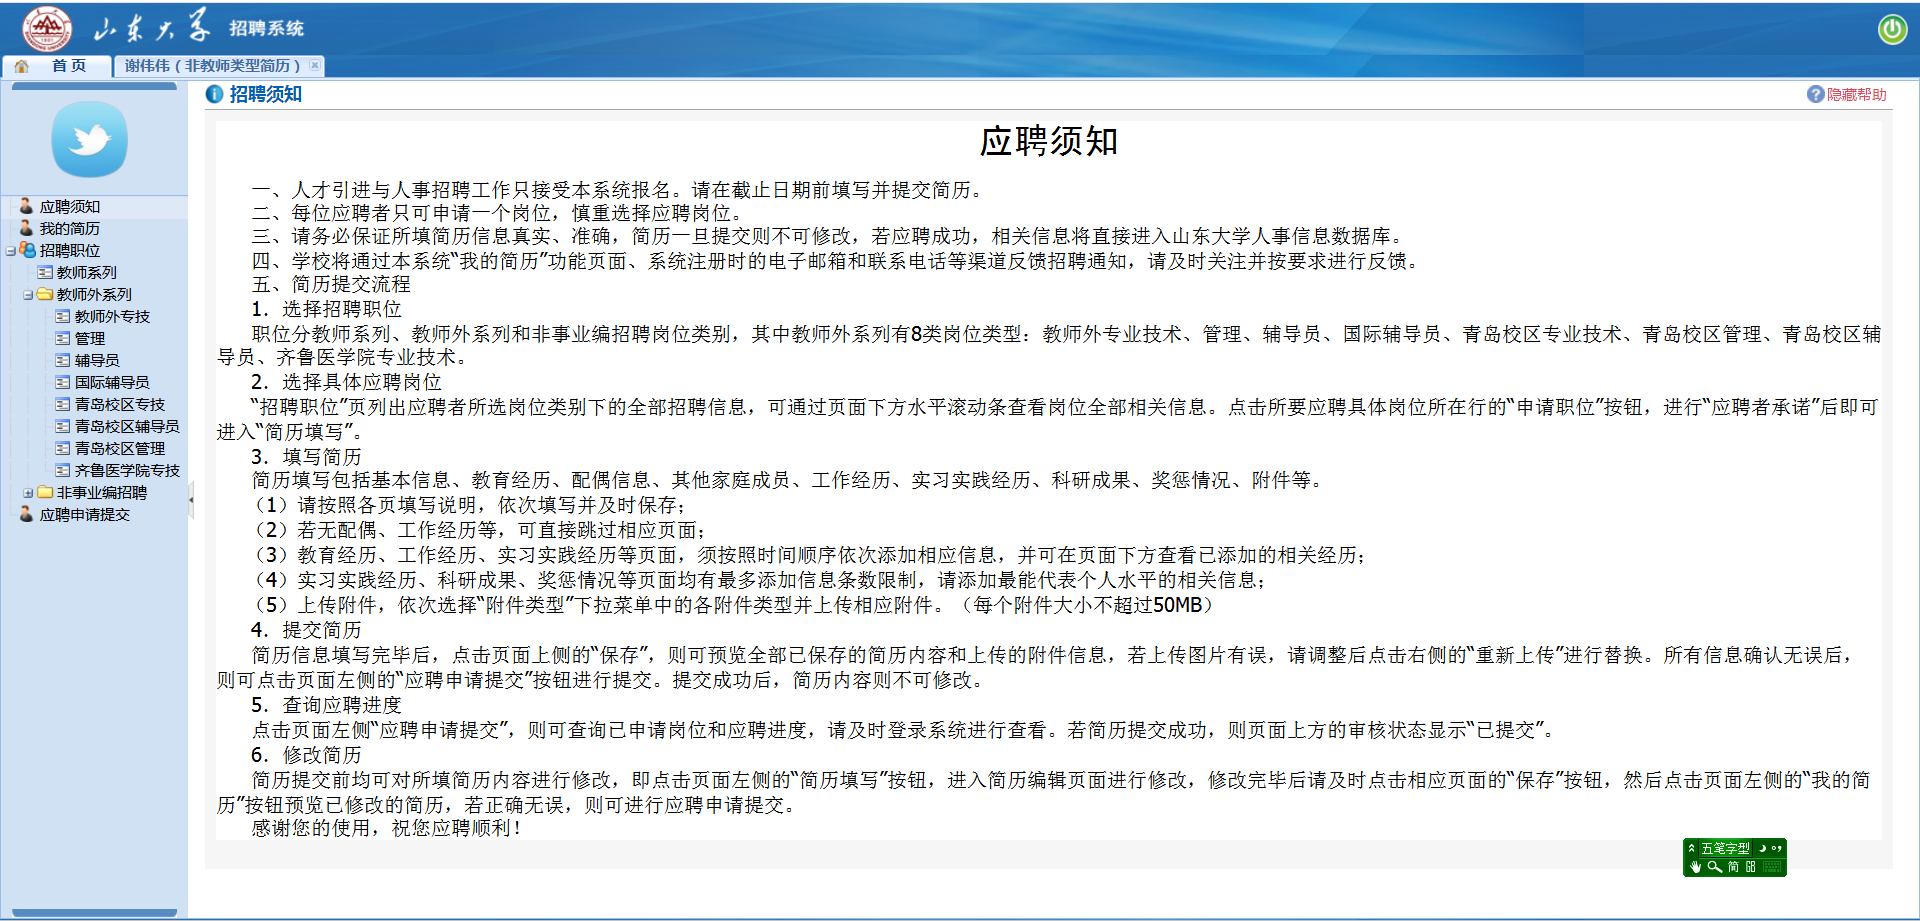 山东大学 招聘系统
首 页
谢伟伟（非教师类型简历）
招聘须知
隐藏帮助
应聘须知
我的简历
招聘职位
教师系列
教师外系列
教师外专技
管理
辅导员
国际辅导员
青岛校区专技
青岛校区辅导员
青岛校区管理
齐鲁医学院专技
非事业编招聘
应聘申请提交
应聘须知
一、人才引进与人事招聘工作只接受本系统报名。请在截止日期前填写并提交简历。
二、每位应聘者只可申请一个岗位，慎重选择应聘岗位。
三、请务必保证所填简历信息真实、准确，简历一旦提交则不可修改，若应聘成功，相关信息将直接进入山东大学人事信息数据库。
四、学校将通过本系统“我的简历”功能页面、系统注册时的电子邮箱和联系电话等渠道反馈招聘通知，请及时关注并按要求进行反馈。
五、简历提交流程
1．选择招聘职位
职位分教师系列、教师外系列和非事业编招聘岗位类别，其中教师外系列有8类岗位类型：教师外专业技术、管理、辅导员、国际辅导员、青岛校区专业技术、青岛校区管理、青岛校区辅
导员、齐鲁医学院专业技术。
2．选择具体应聘岗位
“招聘职位”页列出应聘者所选岗位类别下的全部招聘信息，可通过页面下方水平滚动条查看岗位全部相关信息。点击所要应聘具体岗位所在行的“申请职位”按钮，进行“应聘者承诺”后即可
进入“简历填写”。
3．填写简历
简历填写包括基本信息、教育经历、配偶信息、其他家庭成员、工作经历、实习实践经历、科研成果、奖惩情况、附件等。
（1）请按照各页填写说明，依次填写并及时保存；
（2）若无配偶、工作经历等，可直接跳过相应页面；
（3）教育经历、工作经历、实习实践经历等页面，须按照时间顺序依次添加相应信息，并可在页面下方查看已添加的相关经历；
（4）实习实践经历、科研成果、奖惩情况等页面均有最多添加信息条数限制，请添加最能代表个人水平的相关信息；
（5）上传附件，依次选择“附件类型”下拉菜单中的各附件类型并上传相应附件。（每个附件大小不超过50MB）
4．提交简历
简历信息填写完毕后，点击页面上侧的“保存”，则可预览全部已保存的简历内容和上传的附件信息，若上传图片有误，请调整后点击右侧的“重新上传”进行替换。所有信息确认无误后，
则可点击页面左侧的“应聘申请提交”按钮进行提交。提交成功后，简历内容则不可修改。
5．查询应聘进度
点击页面左侧“应聘申请提交”，则可查询已申请岗位和应聘进度，请及时登录系统进行查看。若简历提交成功，则页面上方的审核状态显示“已提交”。
6．修改简历
简历提交前均可对所填简历内容进行修改，即点击页面左侧的“简历填写”按钮，进入简历编辑页面进行修改，修改完毕后请及时点击相应页面的“保存”按钮，然后点击页面左侧的“我的简
历”按钮预览已修改的简历，若正确无误，则可进行应聘申请提交。
感谢您的使用，祝您应聘顺利！
五笔字型
简